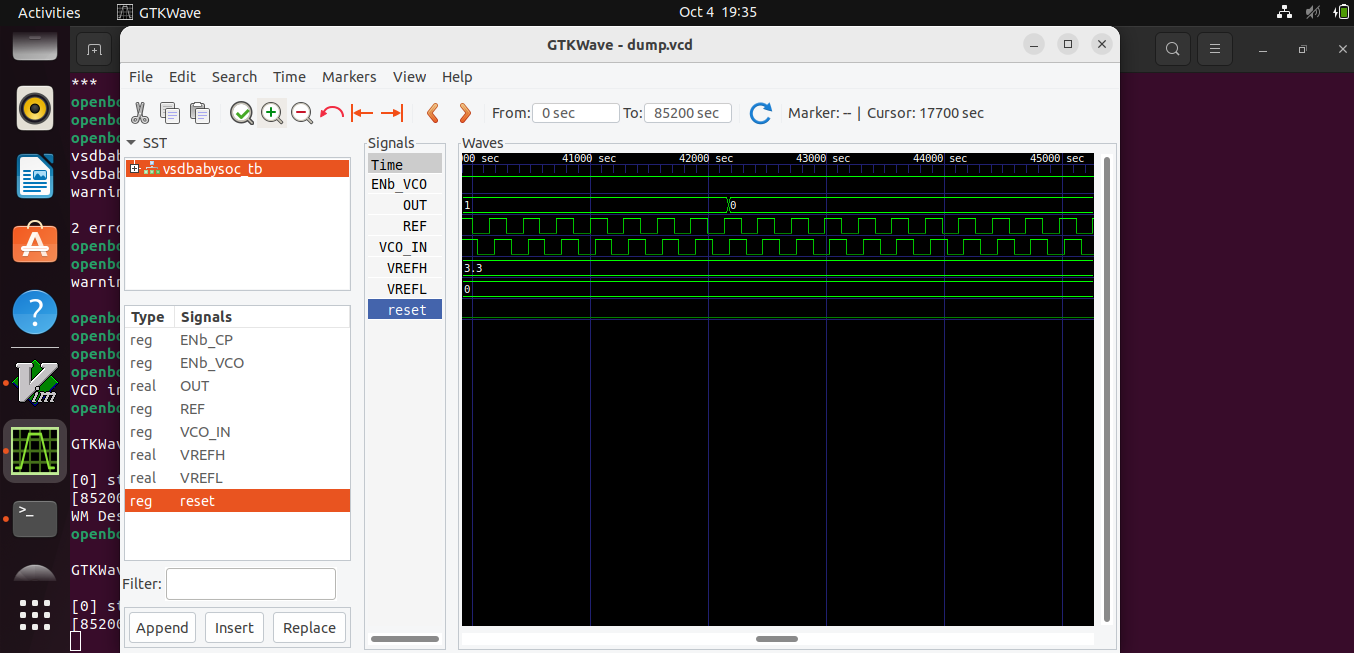 Activities GTKWave Oct 4 19:35
GTKWave - dump.vcd
File Edit Search Time Markers View Help
From: 0 sec To: 85200 sec Marker: -- | Cursor: 17700 sec
SST
vsdbabysoc_tb
Type Signals
reg ENb_CP
reg ENb_VCO
real OUT
reg REF
reg VCO_IN
real VREFH
real VREFL
reg reset
Filter:
Append Insert Replace
Signals
Time
ENb_VCO
OUT
REF
VCO_IN
VREFH
VREFL
reset
Waves
00 sec 41000 sec 42000 sec 43000 sec 44000 sec 45000 sec
1 0
3.3
0
***
openbo
openbo
openbo
vsdbab
vsdbab
warnin
2 erro
openbo
openbo
warnin
openbo
openbo
openbo
openbo
VCD in
openbo
GTKWav
[0] st
[85200
WM Des
openbo
GTKWav
[0] st
[85200